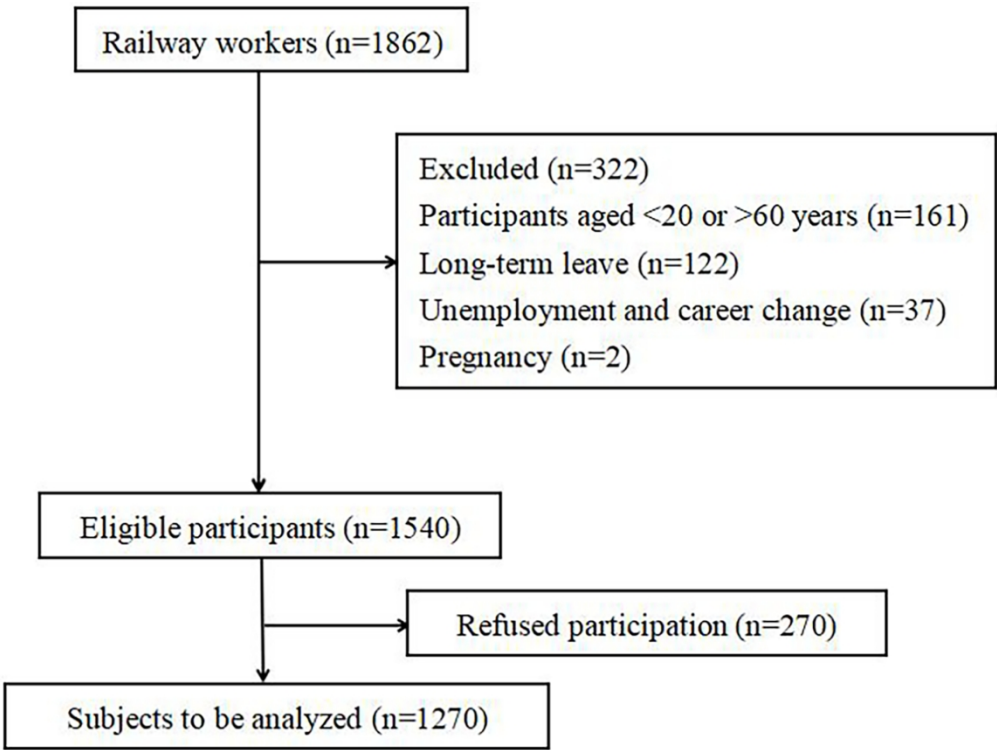 Railway workers (n=1862)
Excluded (n=322)
Participants aged <20 or >60 years (n=161)
Long-term leave (n=122)
Unemployment and career change (n=37)
Pregnancy (n=2)
Eligible participants (n=1540)
Refused participation (n=270)
Subjects to be analyzed (n=1270)